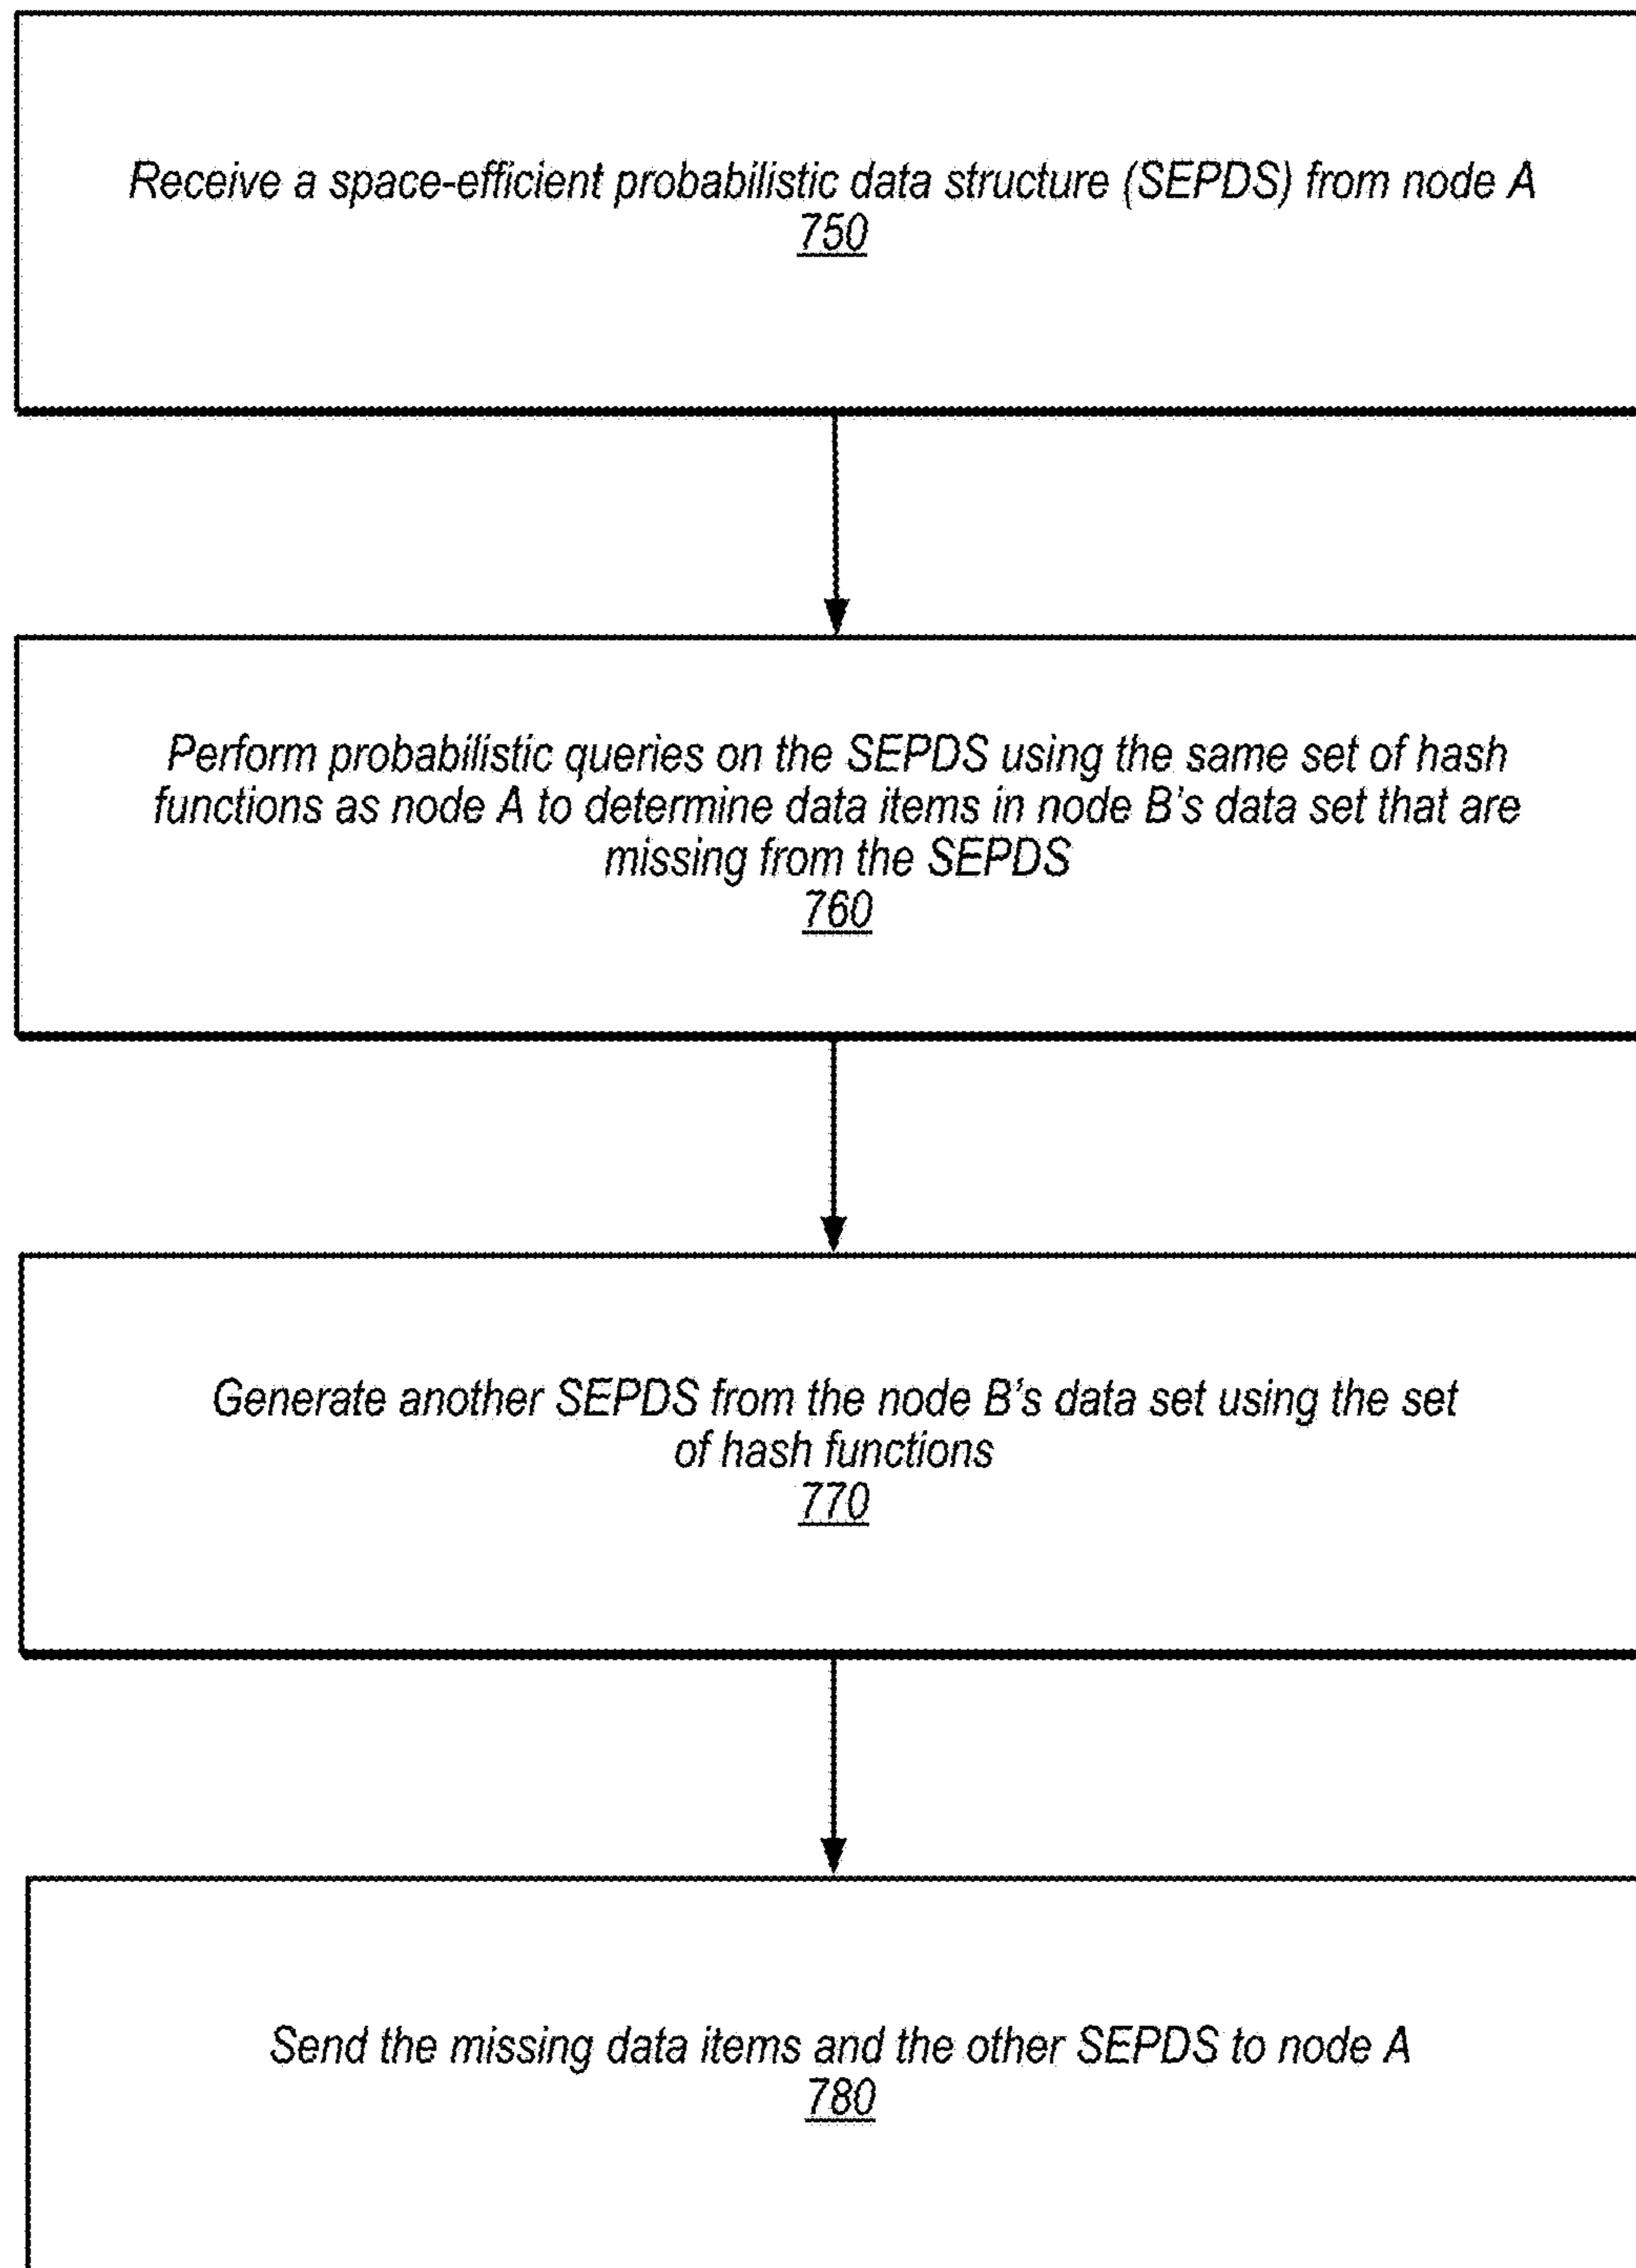 Receive a space-efficient probabilistic data structure (SEPDS) from node A
750
Perform probabilistic queries on the SEPDS using the same set of hash
functions as node A to determine data items in node B's data set that are
missing from the SEPDS
760
Generate another SEPDS from the node B's data set using the set
of hash functions
770
Send the missing data items and the other SEPDS to node A
780